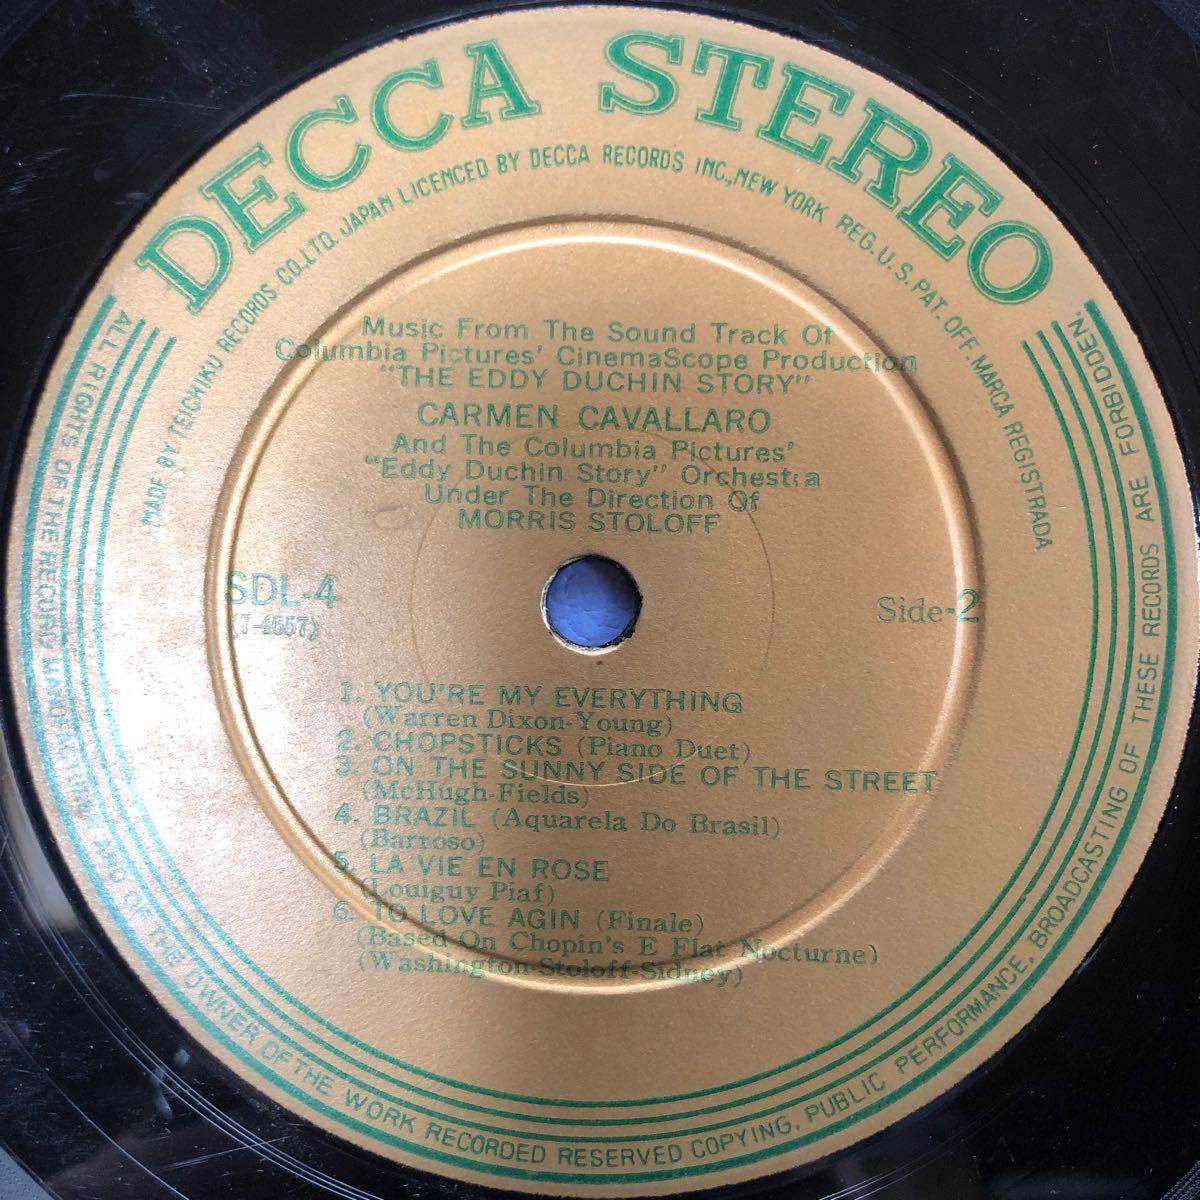 DECCA STEREO
MADE BY TEICHIKU RECORDS CO.,LTD. JAPAN LICENCED BY DECCA RECORDS INC., NEW YORK REG. U. S. PAT. OFF. MARCA REGISTRADA
Music From The Sound Track Of
Columbia Pictures' CinemaScope Production
"THE EDDY DUCHIN STORY"
CARMEN CAVALLARO
And The Columbia Pictures'
"Eddy Duchin Story" Orchestra
Under The Direction Of
MORRIS STOLOFF
SDL-4
(7-4557)
Side-2
1. YOU'RE MY EVERYTHING
(Warren Dixon-Young)
2. CHOPSTICKS (Piano Duet)
3. ON THE SUNNY SIDE OF THE STREET
(McHugh-Fields)
4. BRAZIL (Aquarela Do Brasil)
(Barroso)
5. LA VIE EN ROSE
(Louiguy Piaf)
6. TO LOVE AGIN (Finale)
(Based On Chopin's E Flat Nocturne)
(Washington-Stoloff-Sidney)
ALL RIGHTS OF THE RECORD MANUFACTURER AND OF THE OWNER OF THE WORK RECORDED RESERVED COPYING, PUBLIC PERFORMANCE, BROADCASTING OF THESE RECORDS ARE FORBIDDEN.